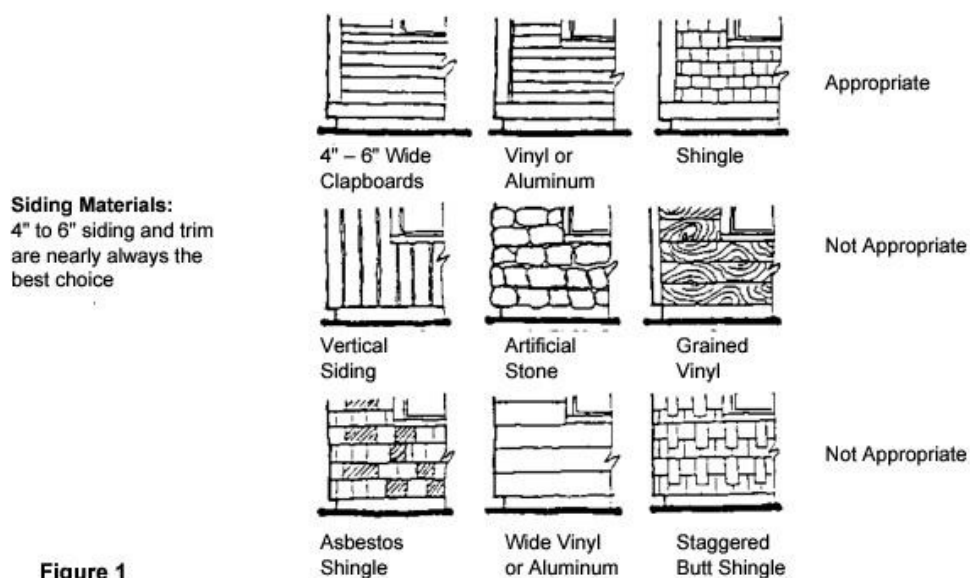 4" – 6" Wide
Clapboards
Vinyl or
Aluminum
Shingle
Appropriate
Siding Materials:
4" to 6" siding and trim
are nearly always the
best choice
Vertical
Siding
Artificial
Stone
Grained
Vinyl
Not Appropriate
Asbestos
Shingle
Wide Vinyl
or Aluminum
Staggered
Butt Shingle
Not Appropriate
Figure 1